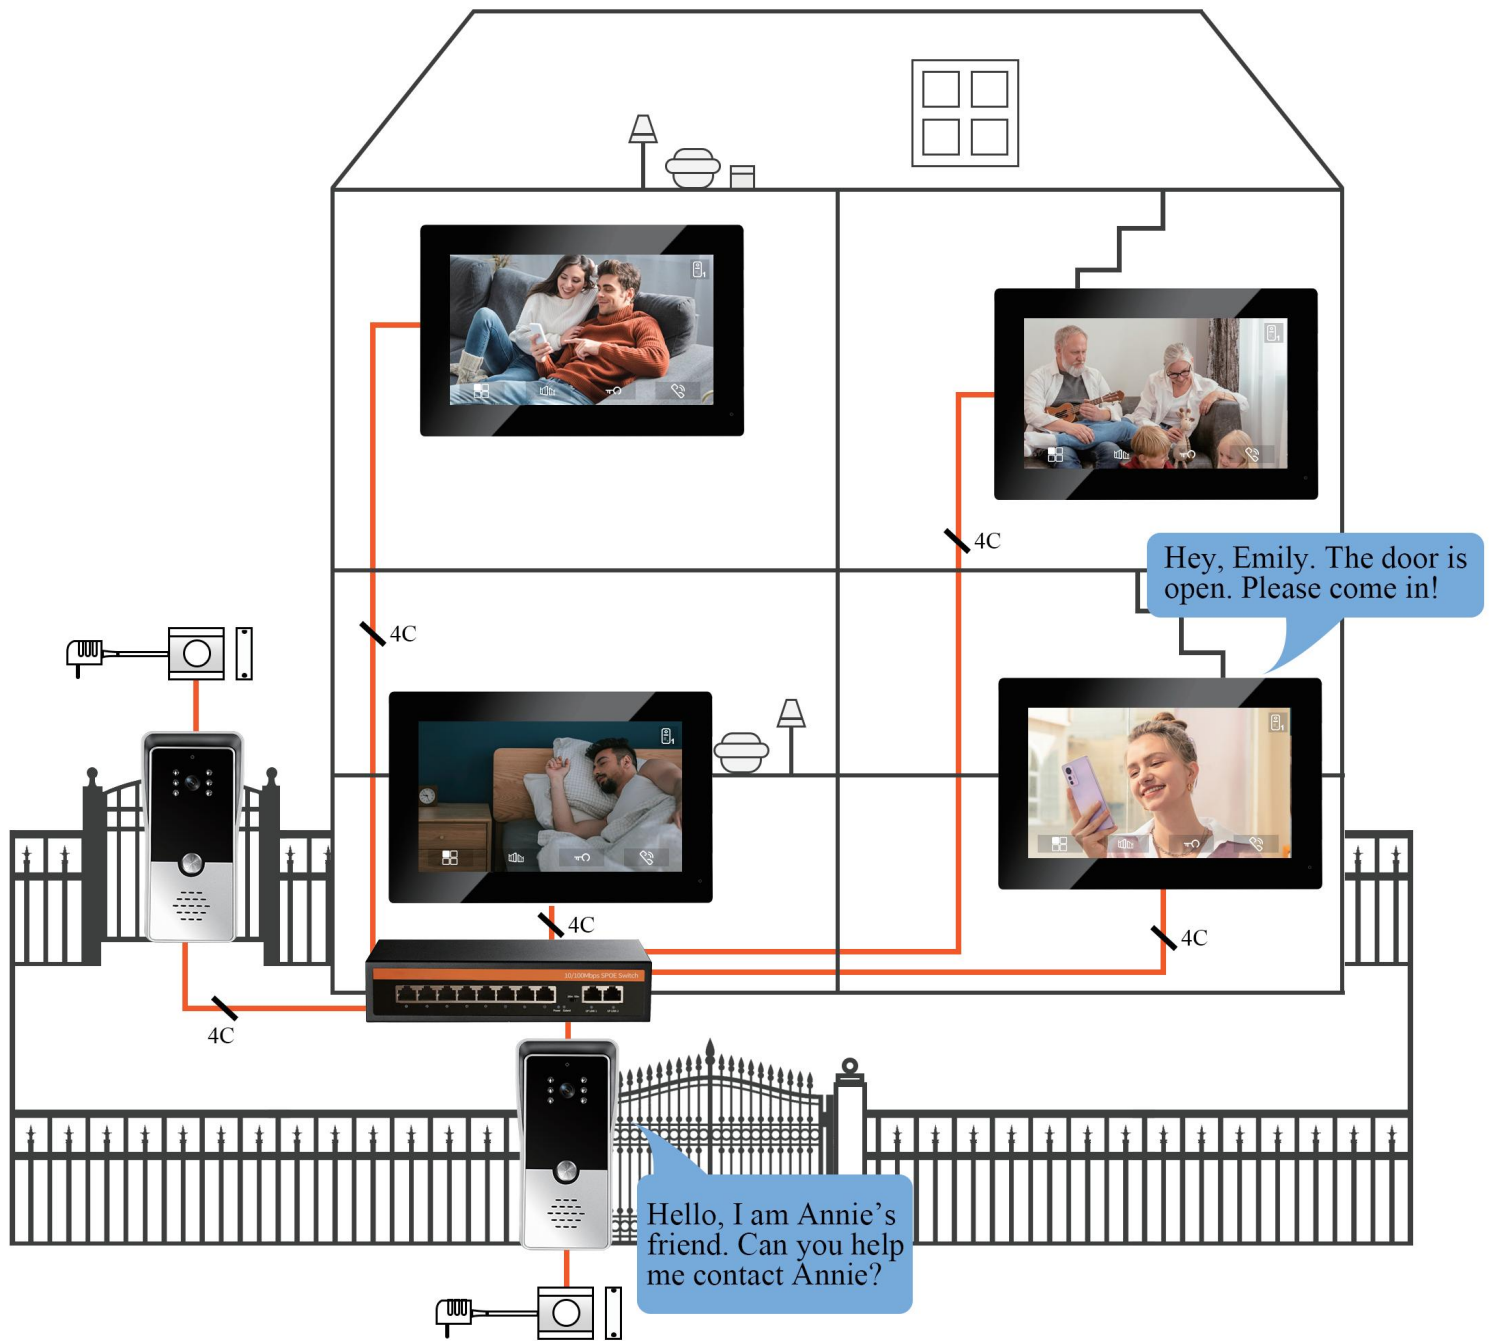 4C
Hey, Emily. The door is
open. Please come in!
4C
4C
4C
10/100Mbps SPOE Switch
4C
Hello, I am Annie's
friend. Can you help
me contact Annie?